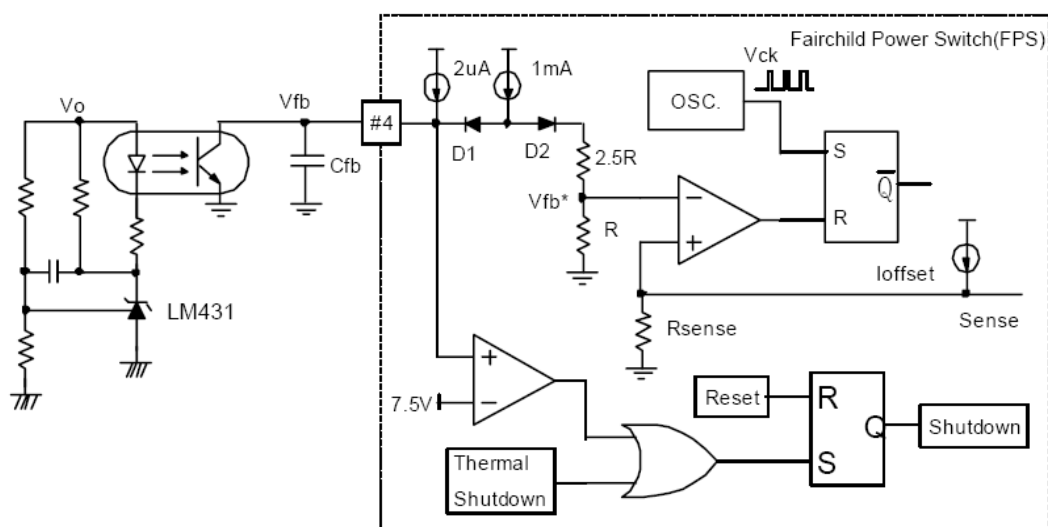 Fairchild Power Switch(FPS)
2uA
1mA
Vck
OSC.
Vo
Vfb
#4
Cfb
D1
D2
2.5R
Vfb*
R
S
R
Q
Ioffset
Sense
Rsense
LM431
7.5V
Reset
R
S
Q
Shutdown
Thermal
Shutdown